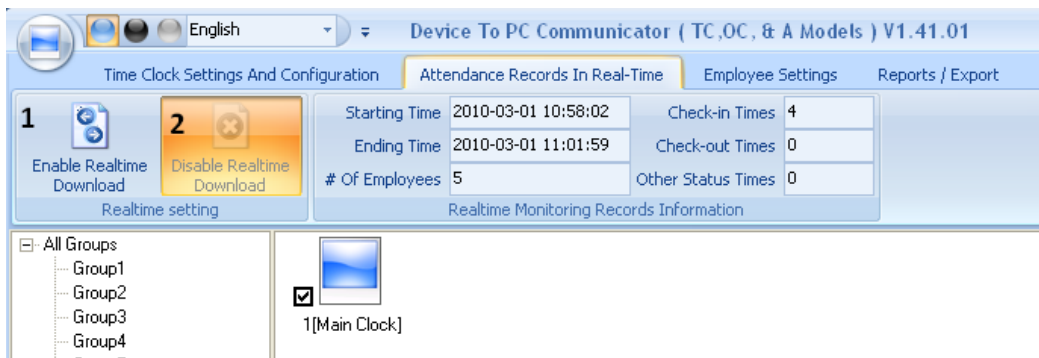 English
Device To PC Communicator ( TC,OC, & A Models ) V1.41.01
Time Clock Settings And Configuration
Attendance Records In Real-Time
Employee Settings
Reports / Export
1
Enable Realtime
Download
2
Disable Realtime
Download
Realtime setting
Starting Time 2010-03-01 10:58:02
Check-in Times 4
Ending Time 2010-03-01 11:01:59
Check-out Times 0
# Of Employees 5
Other Status Times 0
Realtime Monitoring Records Information
All Groups
Group1
Group2
Group3
Group4
1[Main Clock]